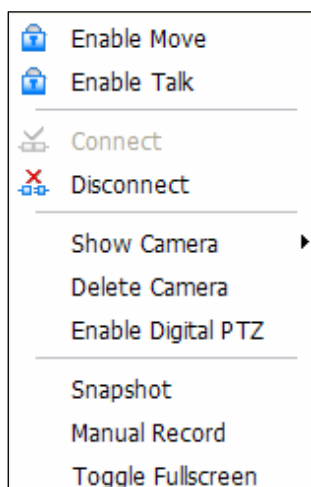 Enable Move
Enable Talk
Connect
Disconnect
Show Camera
Delete Camera
Enable Digital PTZ
Snapshot
Manual Record
Toggle Fullscreen